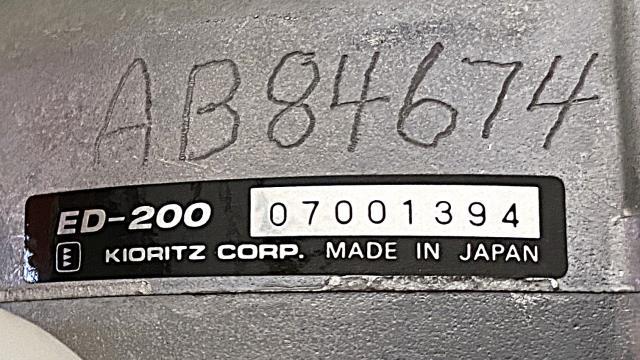 AB84674
ED-200 07001394
KIORITZ CORP. MADE IN JAPAN